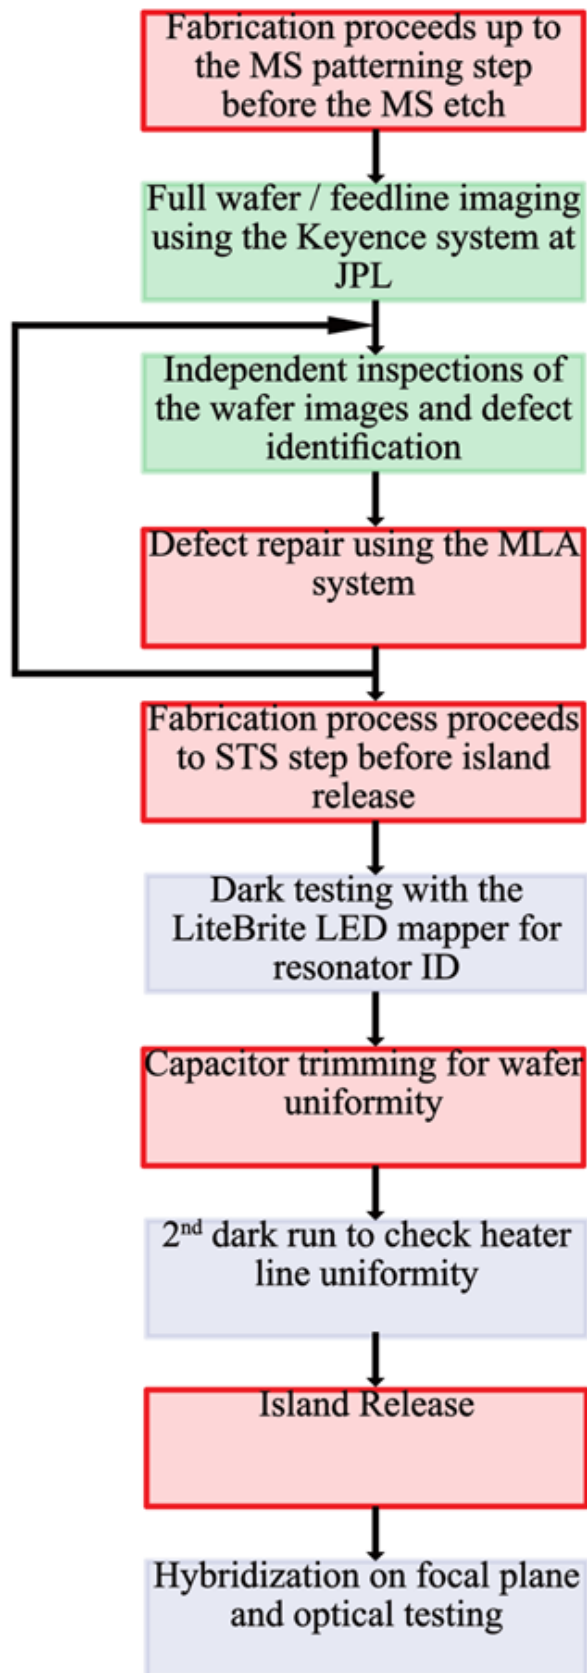 Fabrication proceeds up to
the MS patterning step
before the MS etch
Full wafer / feedline imaging
using the Keyence system at
JPL
Independent inspections of
the wafer images and defect
identification
Defect repair using the MLA
system
Fabrication process proceeds
to STS step before island
release
Dark testing with the
LiteBrite LED mapper for
resonator ID
Capacitor trimming for wafer
uniformity
2nd dark run to check heater
line uniformity
Island Release
Hybridization on focal plane
and optical testing